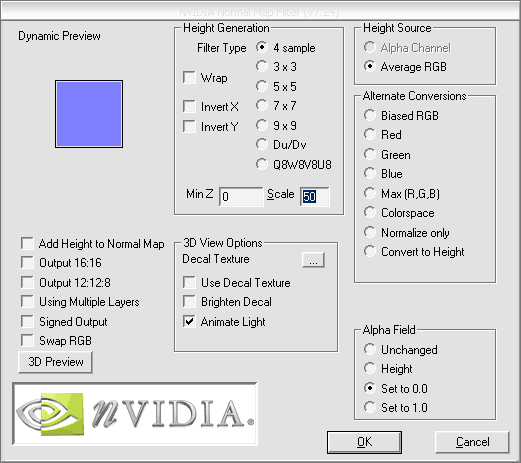 NVIDIA Normal Map Filter (v7.24)
Dynamic Preview
Height Generation
Filter Type
4 sample
3 x 3
5 x 5
7 x 7
9 x 9
Du/Dv
Q8W8V8U8
Wrap
Invert X
Invert Y
Min Z 0 Scale 50
Height Source
Alpha Channel
Average RGB
Alternate Conversions
Biased RGB
Red
Green
Blue
Max (R,G,B)
Colorspace
Normalize only
Convert to Height
Add Height to Normal Map
Output 16:16
Output 12:12:8
Using Multiple Layers
Signed Output
Swap RGB
3D Preview
3D View Options
Decal Texture ...
Use Decal Texture
Brighten Decal
Animate Light
Alpha Field
Unchanged
Height
Set to 0.0
Set to 1.0
nVIDIA.
OK Cancel